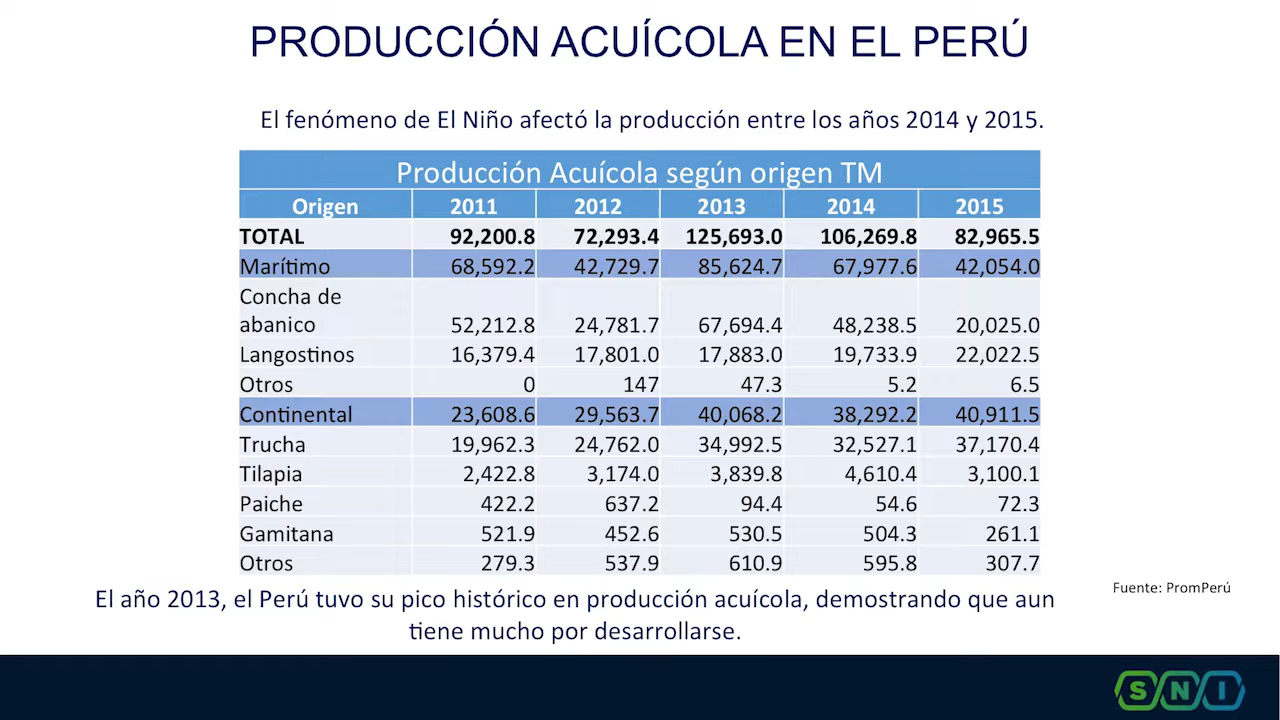 PRODUCCIÓN ACUÍCOLA EN EL PERÚ
El fenómeno de El Niño afectó la producción entre los años 2014 y 2015.
Producción Acuícola según origen TM
Origen 2011 2012 2013 2014 2015
TOTAL 92,200.8 72,293.4 125,693.0 106,269.8 82,965.5
Marítimo 68,592.2 42,729.7 85,624.7 67,977.6 42,054.0
Concha de
abanico 52,212.8 24,781.7 67,694.4 48,238.5 20,025.0
Langostinos 16,379.4 17,801.0 17,883.0 19,733.9 22,022.5
Otros 0 147 47.3 5.2 6.5
Continental 23,608.6 29,563.7 40,068.2 38,292.2 40,911.5
Trucha 19,962.3 24,762.0 34,992.5 32,527.1 37,170.4
Tilapia 2,422.8 3,174.0 3,839.8 4,610.4 3,100.1
Paiche 422.2 637.2 94.4 54.6 72.3
Gamitana 521.9 452.6 530.5 504.3 261.1
Otros 279.3 537.9 610.9 595.8 307.7
Fuente: PromPerú
El año 2013, el Perú tuvo su pico histórico en producción acuícola, demostrando que aun
tiene mucho por desarrollarse.
SNI